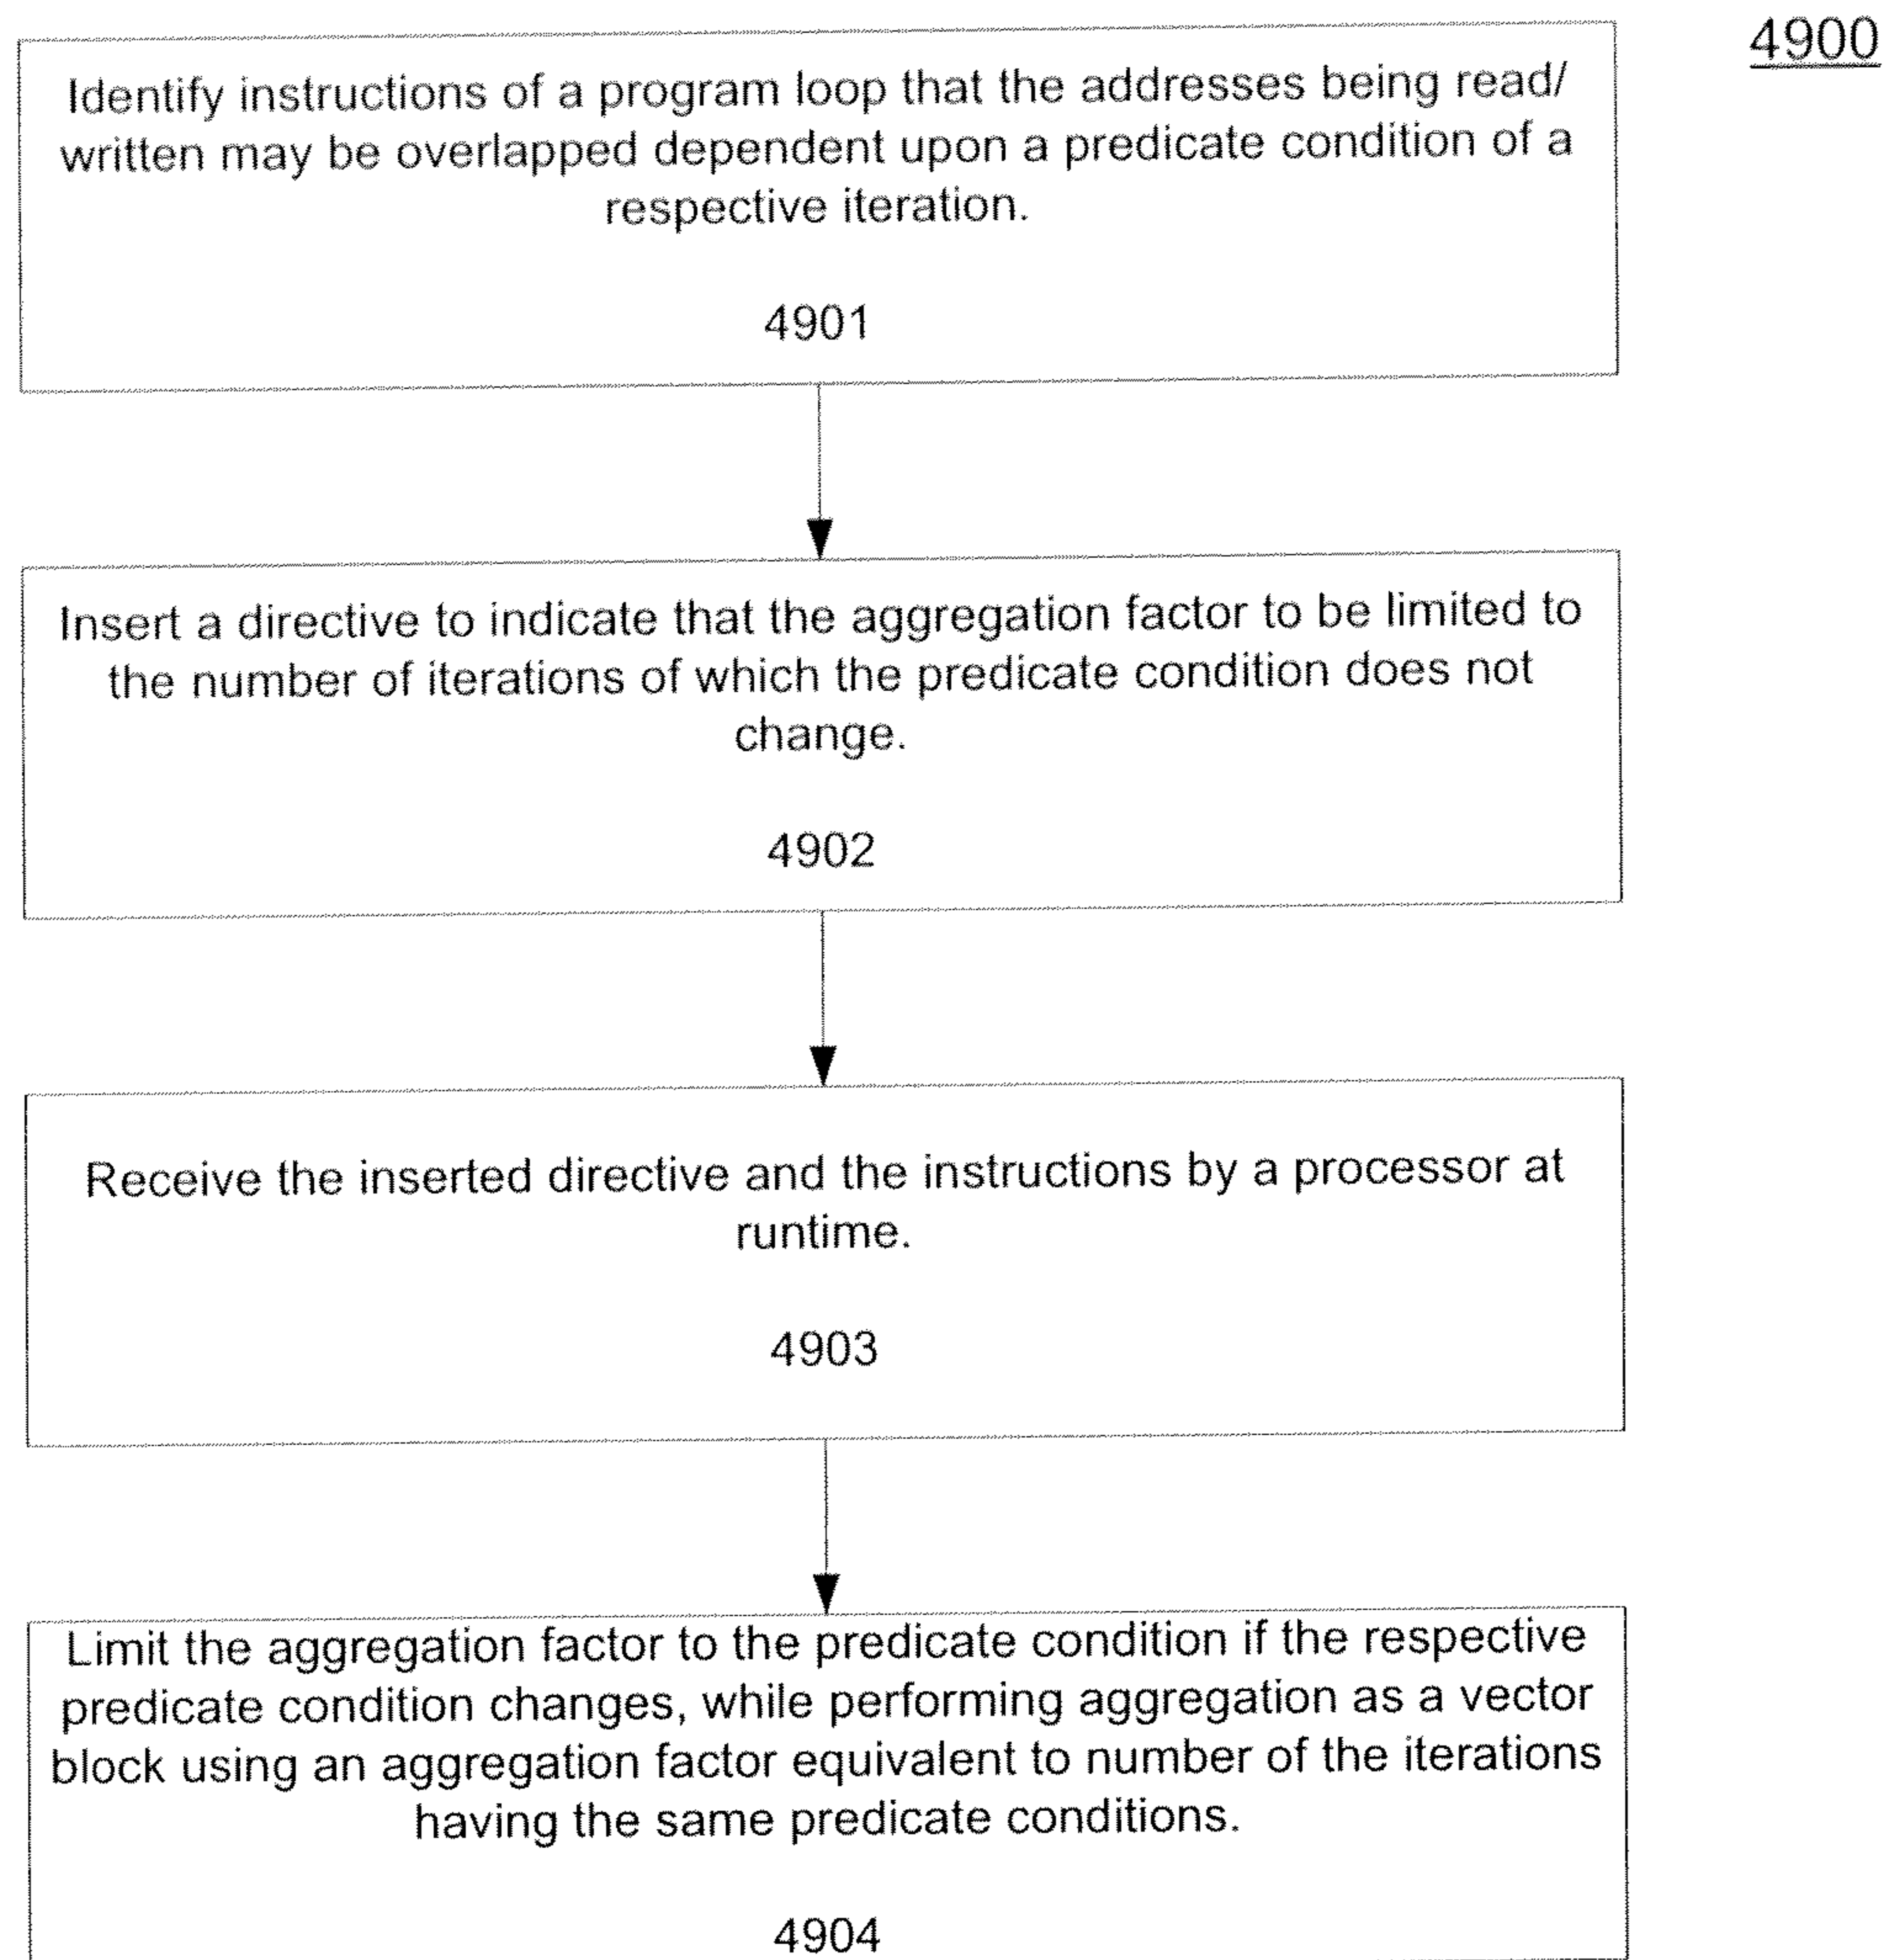 4900
Identify instructions of a program loop that the addresses being read/
written may be overlapped dependent upon a predicate condition of a
respective iteration.
4901
Insert a directive to indicate that the aggregation factor to be limited to
the number of iterations of which the predicate condition does not
change.
4902
Receive the inserted directive and the instructions by a processor at
runtime.
4903
Limit the aggregation factor to the predicate condition if the respective
predicate condition changes, while performing aggregation as a vector
block using an aggregation factor equivalent to number of the iterations
having the same predicate conditions.
4904